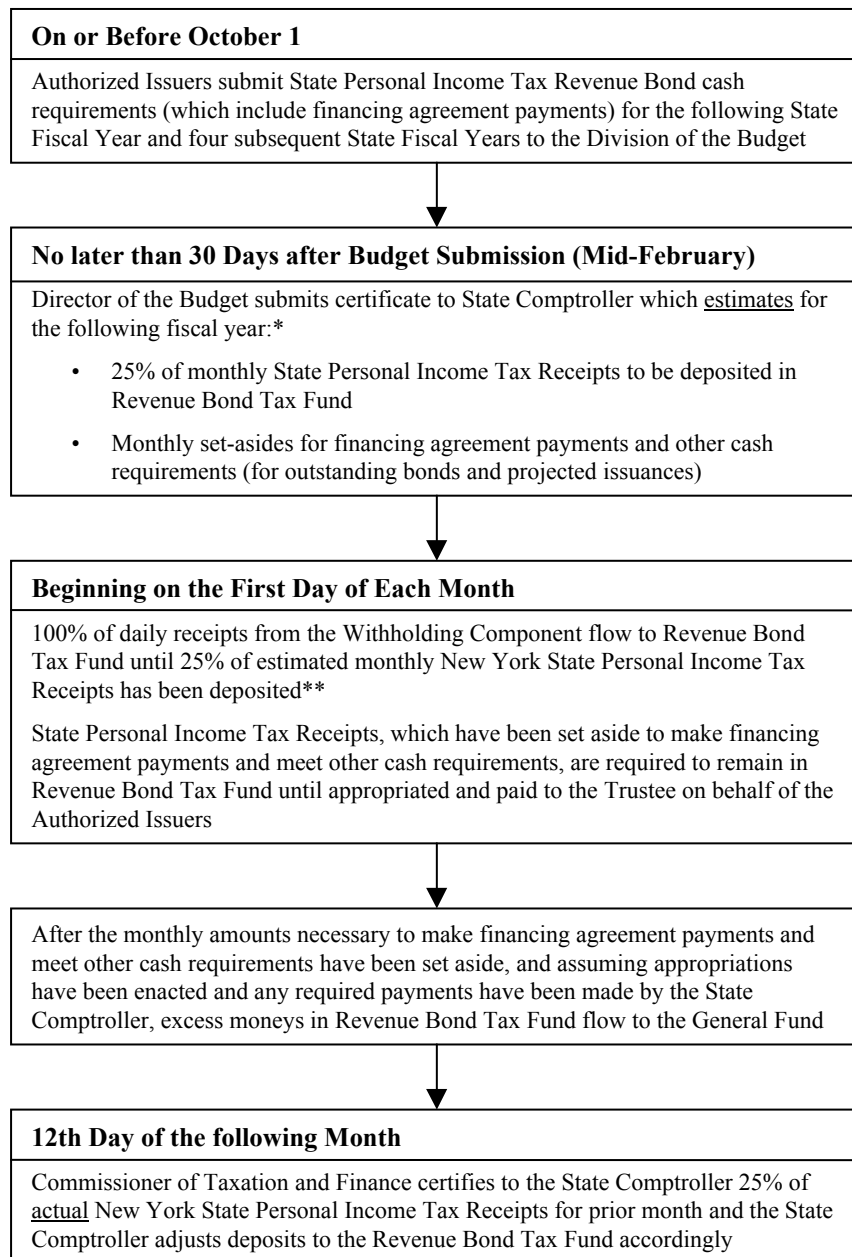 On or Before October 1
Authorized Issuers submit State Personal Income Tax Revenue Bond cash
requirements (which include financing agreement payments) for the following State
Fiscal Year and four subsequent State Fiscal Years to the Division of the Budget
No later than 30 Days after Budget Submission (Mid-February)
Director of the Budget submits certificate to State Comptroller which estimates for
the following fiscal year:*
• 25% of monthly State Personal Income Tax Receipts to be deposited in
Revenue Bond Tax Fund
• Monthly set-asides for financing agreement payments and other cash
requirements (for outstanding bonds and projected issuances)
Beginning on the First Day of Each Month
100% of daily receipts from the Withholding Component flow to Revenue Bond
Tax Fund until 25% of estimated monthly New York State Personal Income Tax
Receipts has been deposited**
State Personal Income Tax Receipts, which have been set aside to make financing
agreement payments and meet other cash requirements, are required to remain in
Revenue Bond Tax Fund until appropriated and paid to the Trustee on behalf of the
Authorized Issuers
After the monthly amounts necessary to make financing agreement payments and
meet other cash requirements have been set aside, and assuming appropriations
have been enacted and any required payments have been made by the State
Comptroller, excess moneys in Revenue Bond Tax Fund flow to the General Fund
12th Day of the following Month
Commissioner of Taxation and Finance certifies to the State Comptroller 25% of
actual New York State Personal Income Tax Receipts for prior month and the State
Comptroller adjusts deposits to the Revenue Bond Tax Fund accordingly